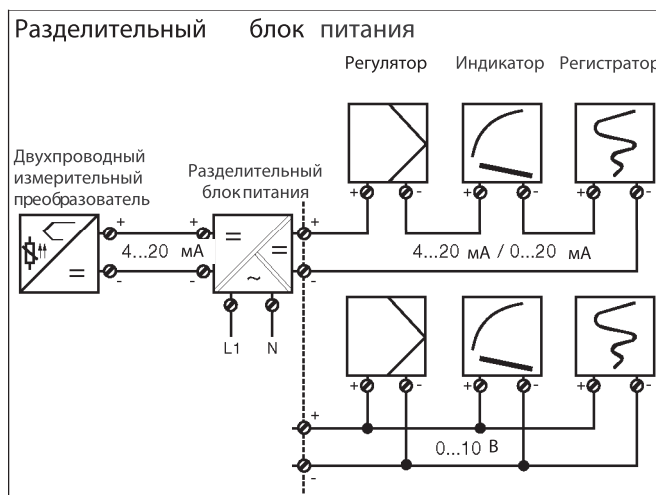 Разделительный блок питания
Регулятор Индикатор Регистратор
Двухпроводный
измерительный
преобразователь
Разделительный
блок питания
+ - + - + -
+ + +
4...20 мА
4...20 мА / 0...20 мА
- - -
L1 N
+ - + - + -
+
0...10 В
-